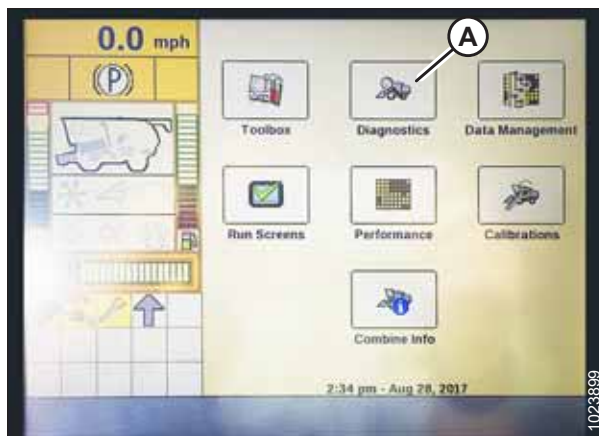 0.0 mph
(P)
A
Toolbox
Diagnostics
Data Management
Run Screens
Performance
Calibrations
Combine Info
2:34 pm - Aug 28, 2017
1023899